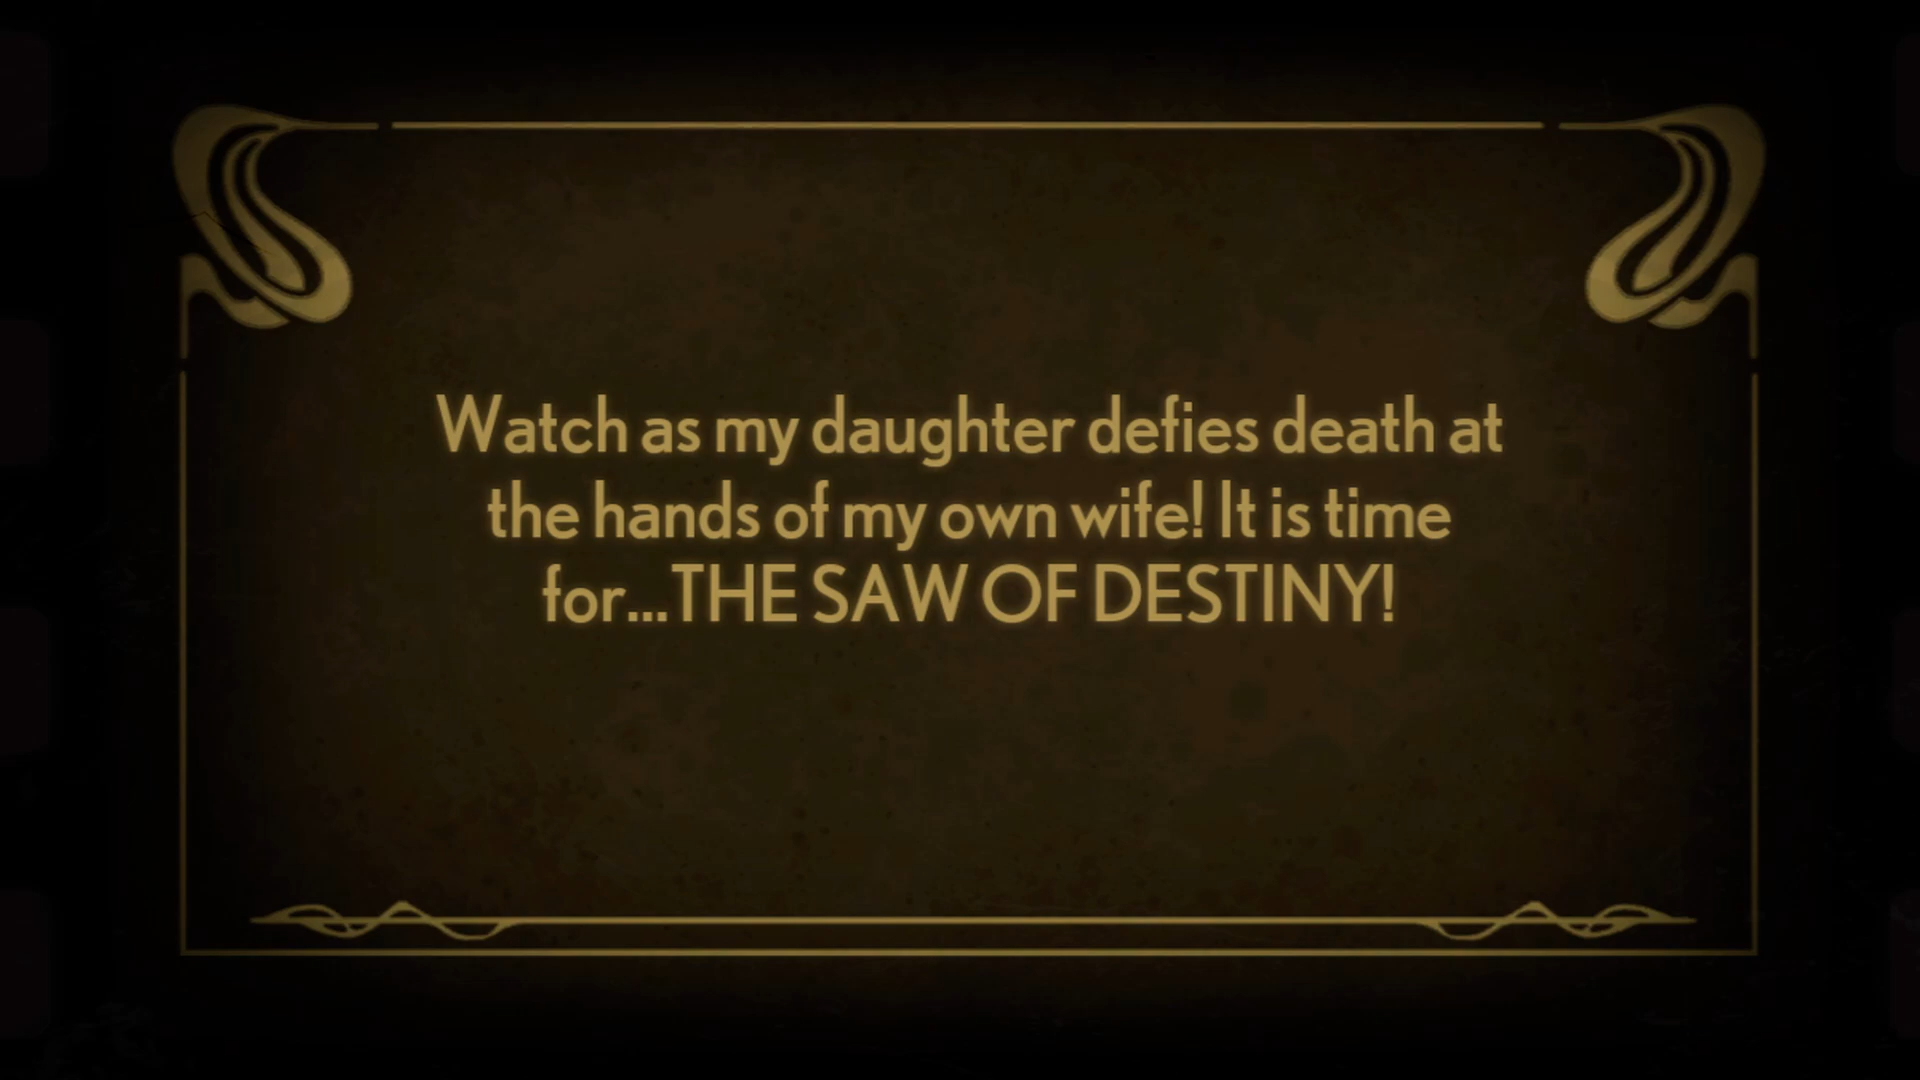 Watch as my daughter defies death at
the hands of my own wife! It is time
for...THE SAW OF DESTINY!